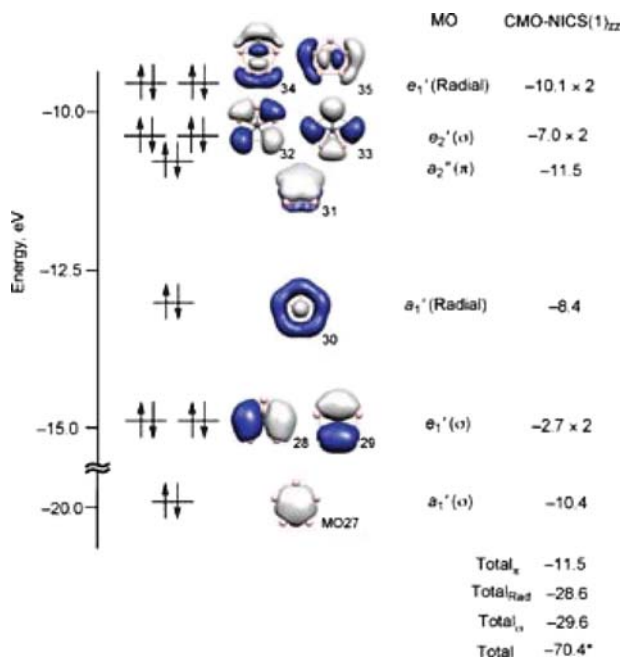 MO CMO-NICS(1)zz
34 35
e₁′ (Radial) −10.1 × 2
−10.0
32 33
e₂′ (σ) −7.0 × 2
a₂″ (π) −11.5
31
Energy, eV
−12.5
a₁′ (Radial) −8.4
30
−15.0
28 29
e₁′ (σ) −2.7 × 2
−20.0
MO27
a₁′ (σ) −10.4
Totalπ −11.5
TotalRad −28.6
Totalσ −29.6
Total −70.4*